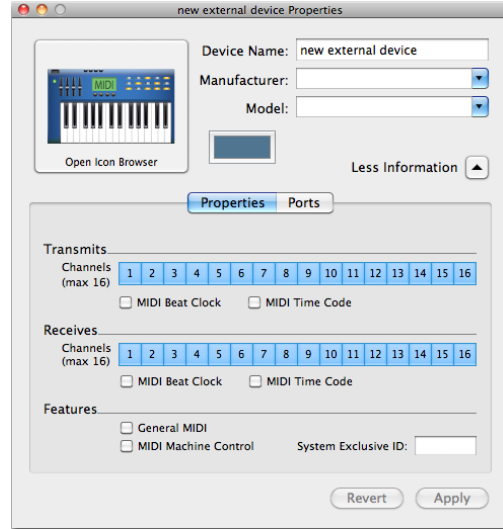 new external device Properties
Device Name: new external device
Manufacturer:
MIDI
Model:
Open Icon Browser
Less Information
Properties Ports
Transmits
Channels
(max 16)
1 2 3 4 5 6 7 8 9 10 11 12 13 14 15 16
MIDI Beat Clock MIDI Time Code
Receives
Channels
(max 16)
1 2 3 4 5 6 7 8 9 10 11 12 13 14 15 16
MIDI Beat Clock MIDI Time Code
Features
General MIDI
MIDI Machine Control System Exclusive ID:
Revert Apply